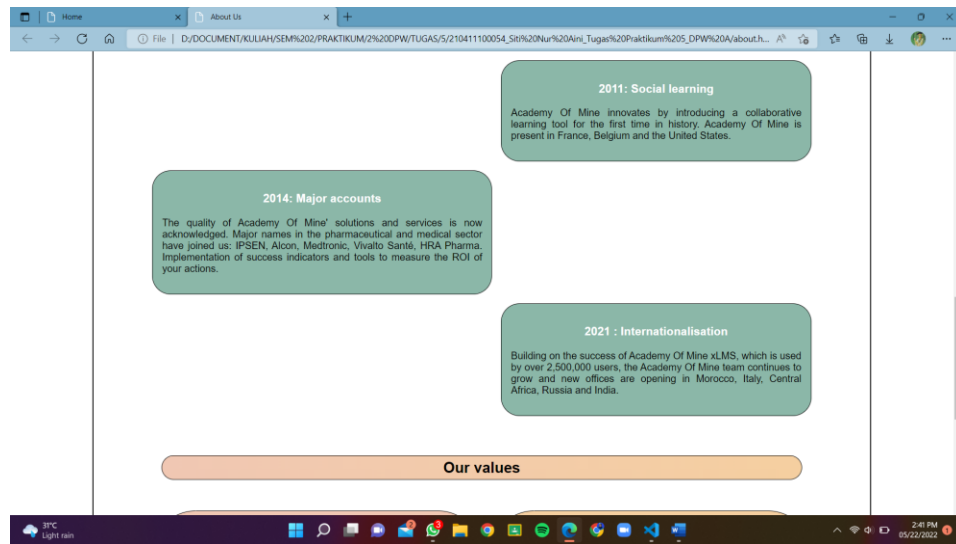 Home
About Us
File | D:/DOCUMENT/KULIAH/SEM%202/PRAKTIKUM/2%20DPW/TUGAS/5/210411100054_Siti%20Nur%20Aini_Tugas%20Praktikum%205_DPW%20A/about.h...
2011: Social learning
Academy Of Mine innovates by introducing a collaborative
learning tool for the first time in history. Academy Of Mine is
present in France, Belgium and the United States.
2014: Major accounts
The quality of Academy Of Mine' solutions and services is now
acknowledged. Major names in the pharmaceutical and medical sector
have joined us: IPSEN, Alcon, Medtronic, Vivalto Santé, HRA Pharma.
Implementation of success indicators and tools to measure the ROI of
your actions.
2021 : Internationalisation
Building on the success of Academy Of Mine xLMS, which is used
by over 2,500,000 users, the Academy Of Mine team continues to
grow and new offices are opening in Morocco, Italy, Central
Africa, Russia and India.
Our values
31°C
Light rain
2:41 PM
05/22/2022